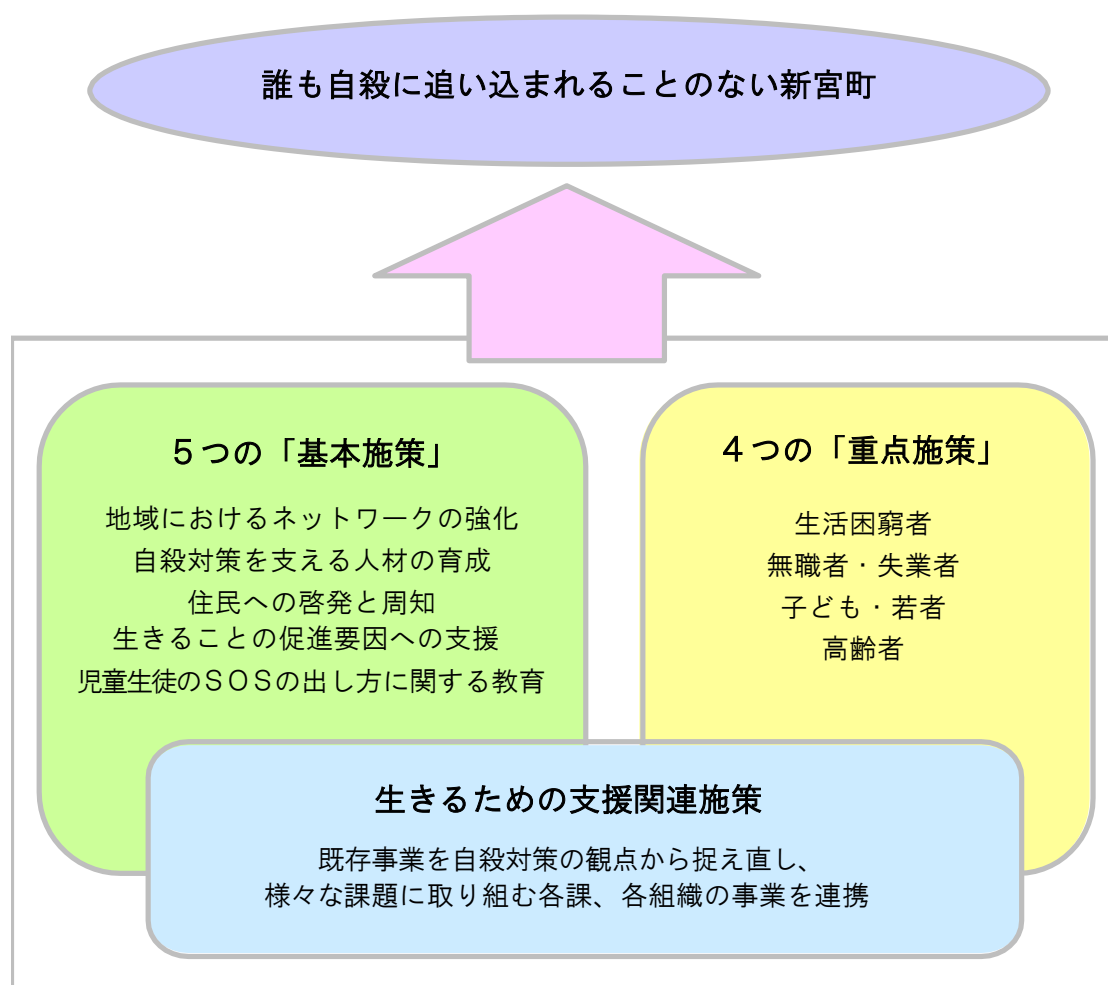 誰も自殺に追い込まれることのない新宮町
５つの「基本施策」
地域におけるネットワークの強化
自殺対策を支える人材の育成
住民への啓発と周知
生きることの促進要因への支援
児童生徒のＳＯＳの出し方に関する教育
４つの「重点施策」
生活困窮者
無職者・失業者
子ども・若者
高齢者
生きるための支援関連施策
既存事業を自殺対策の観点から捉え直し、
様々な課題に取り組む各課、各組織の事業を連携